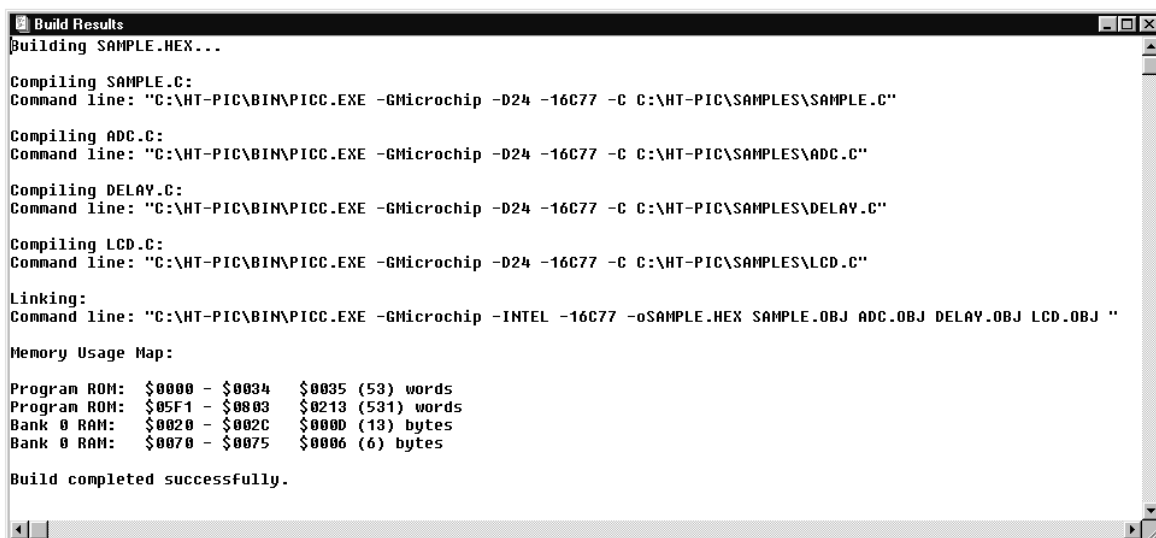 Build Results
Building SAMPLE.HEX...
Compiling SAMPLE.C:
Command line: "C:\HT-PIC\BIN\PICC.EXE -GMicrochip -D24 -16C77 -C C:\HT-PIC\SAMPLES\SAMPLE.C"
Compiling ADC.C:
Command line: "C:\HT-PIC\BIN\PICC.EXE -GMicrochip -D24 -16C77 -C C:\HT-PIC\SAMPLES\ADC.C"
Compiling DELAY.C:
Command line: "C:\HT-PIC\BIN\PICC.EXE -GMicrochip -D24 -16C77 -C C:\HT-PIC\SAMPLES\DELAY.C"
Compiling LCD.C:
Command line: "C:\HT-PIC\BIN\PICC.EXE -GMicrochip -D24 -16C77 -C C:\HT-PIC\SAMPLES\LCD.C"
Linking:
Command line: "C:\HT-PIC\BIN\PICC.EXE -GMicrochip -INTEL -16C77 -oSAMPLE.HEX SAMPLE.OBJ ADC.OBJ DELAY.OBJ LCD.OBJ "
Memory Usage Map:
Program ROM:  $0000 - $0034   $0035 (53) words
Program ROM:  $05F1 - $0803   $0213 (531) words
Bank 0 RAM:   $0020 - $002C   $000D (13) bytes
Bank 0 RAM:   $0070 - $0075   $0006 (6) bytes
Build completed successfully.